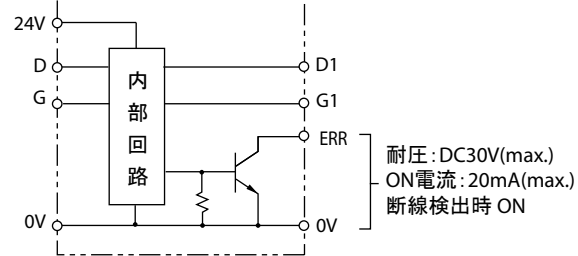 24V
D
G
0V
内部回路
D1
G1
ERR
0V
耐圧：DC30V(max.)
ON電流：20mA(max.)
断線検出時 ON